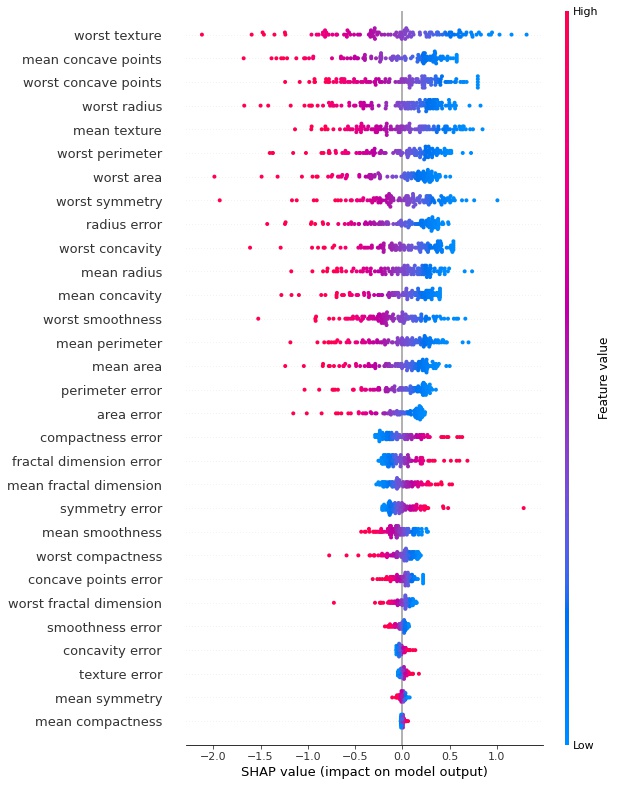 High
worst texture
mean concave points
worst concave points
worst radius
mean texture
worst perimeter
worst area
worst symmetry
radius error
worst concavity
mean radius
mean concavity
worst smoothness
mean perimeter
mean area
perimeter error
area error
compactness error
fractal dimension error
mean fractal dimension
symmetry error
mean smoothness
worst compactness
concave points error
worst fractal dimension
smoothness error
concavity error
texture error
mean symmetry
mean compactness
Feature value
Low
−2.0 −1.5 −1.0 −0.5 0.0 0.5 1.0
SHAP value (impact on model output)